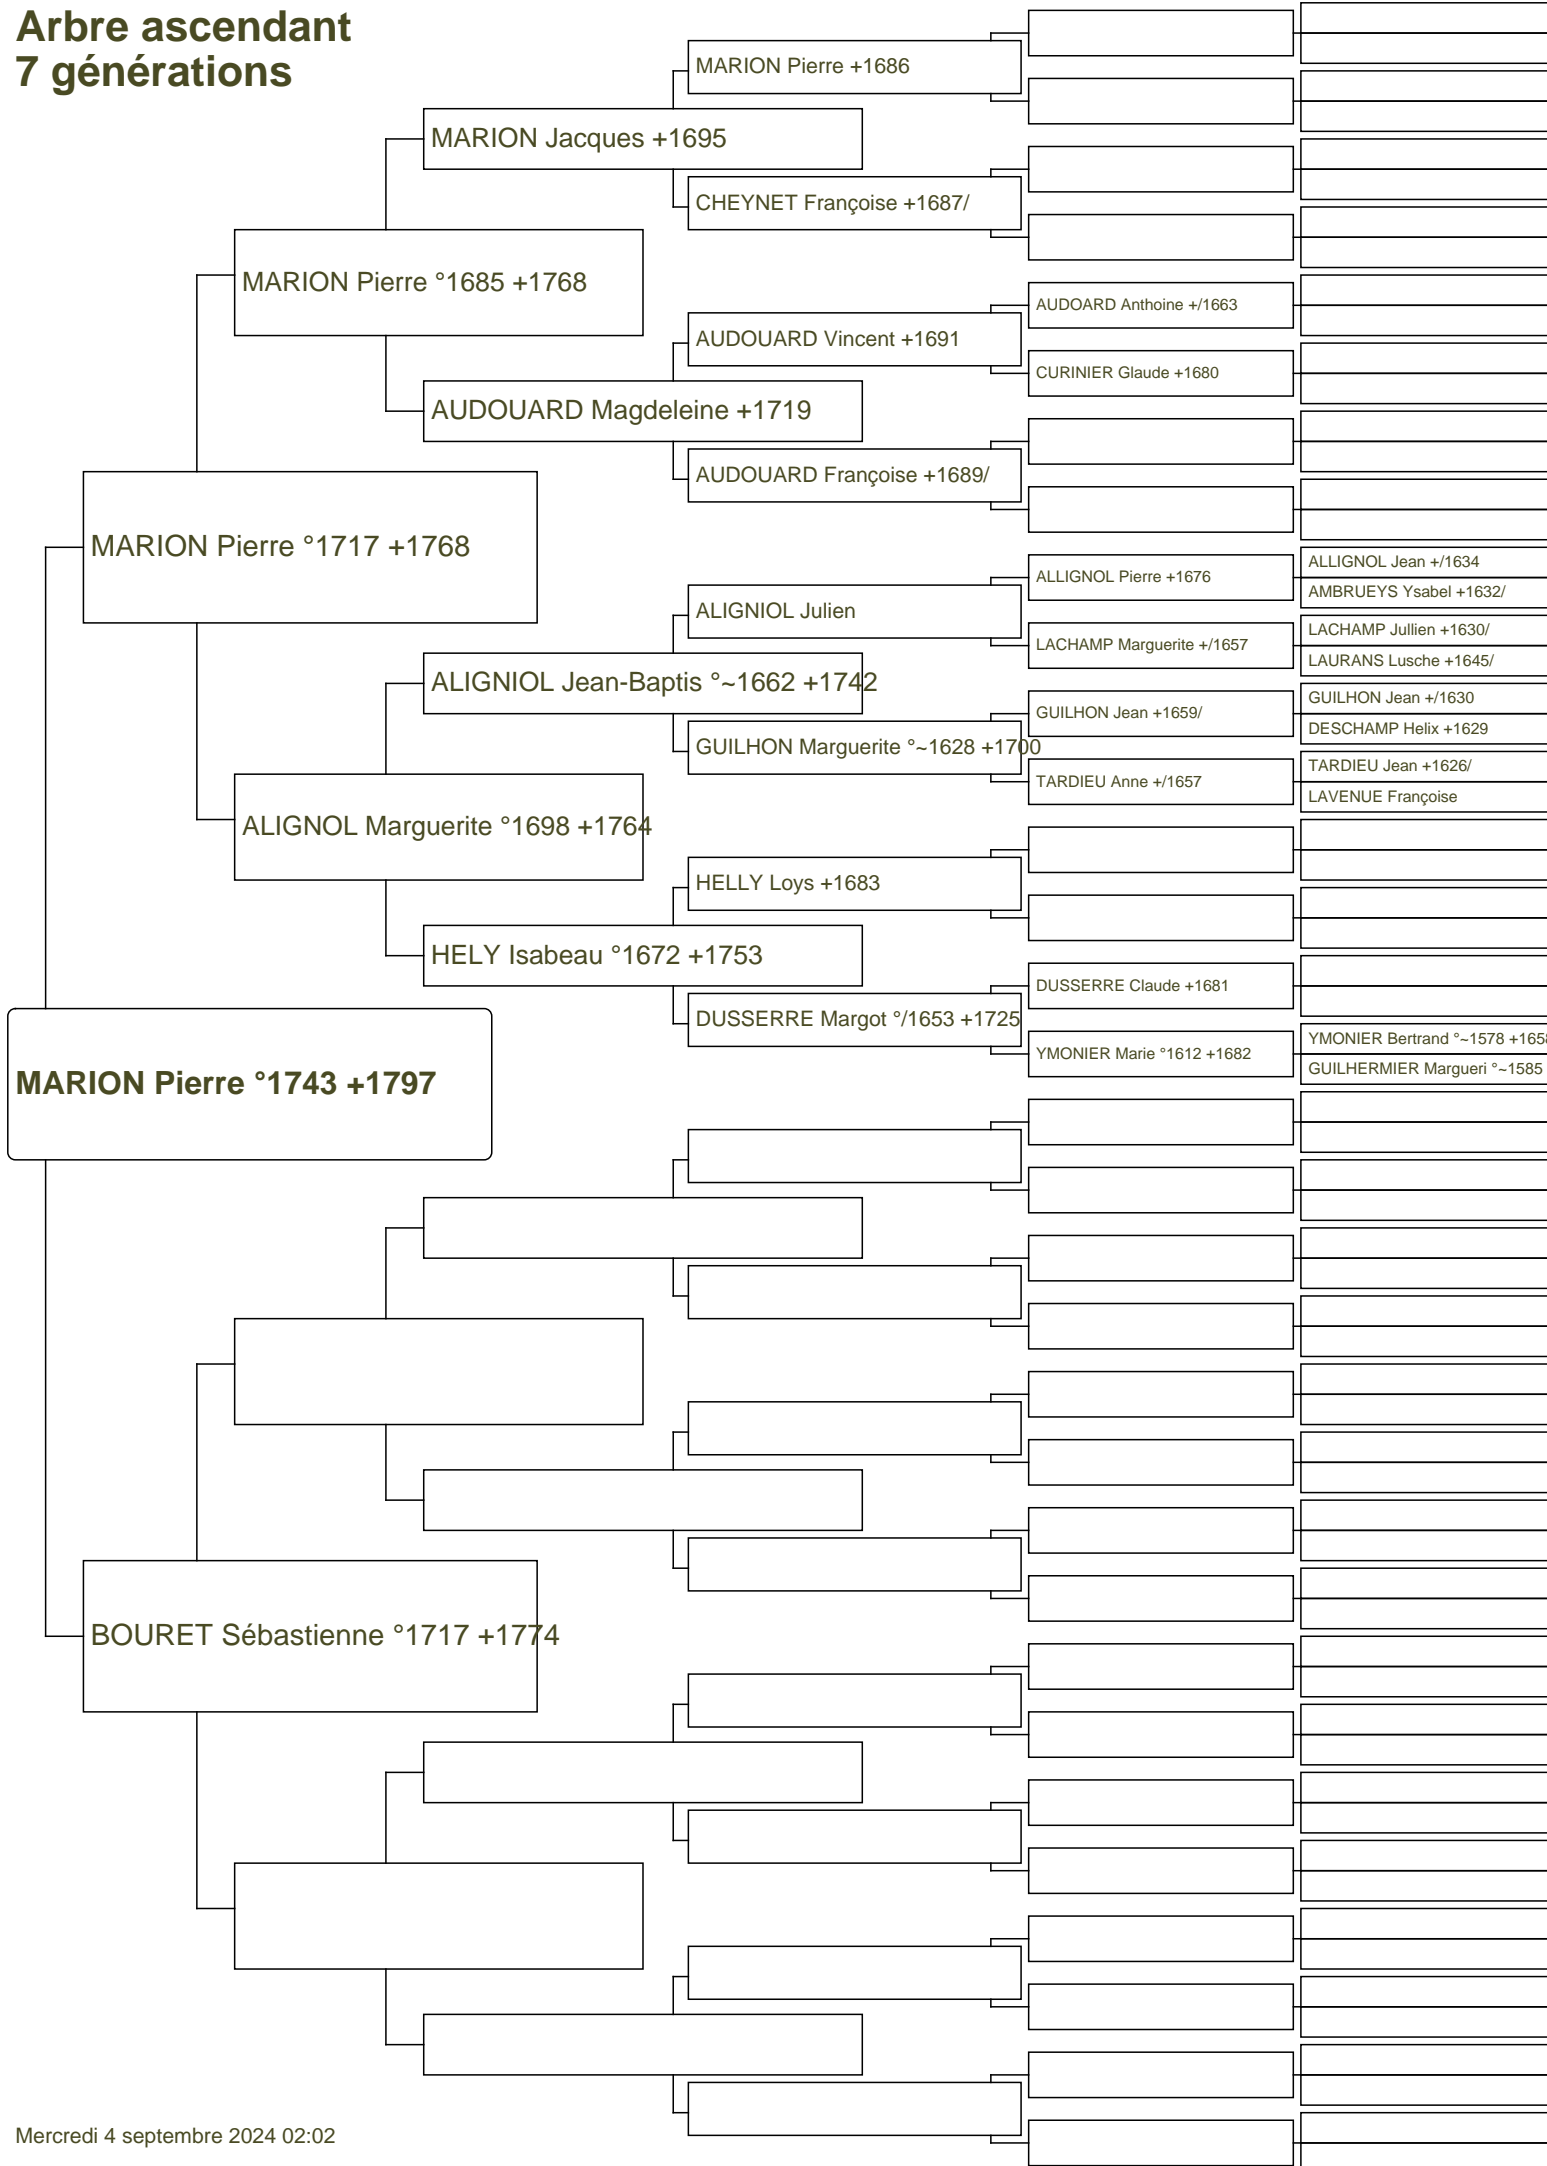 Arbre ascendant
7 générations
MARION Pierre +1686
MARION Jacques +1695
CHEYNET Françoise +1687/
MARION Pierre °1685 +1768
AUDOARD Anthoine +/1663
AUDOUARD Vincent +1691
CURINIER Glaude +1680
AUDOUARD Magdeleine +1719
AUDOUARD Françoise +1689/
MARION Pierre °1717 +1768
ALLIGNOL Jean +/1634
ALLIGNOL Pierre +1676
AMBRUEYS Ysabel +1632/
ALIGNIOL Julien
LACHAMP Jullien +1630/
LACHAMP Marguerite +/1657
LAURANS Lusche +1645/
ALIGNIOL Jean-Baptis °~1662 +1742
GUILHON Jean +/1630
GUILHON Jean +1659/
DESCHAMP Helix +1629
GUILHON Marguerite °~1628 +1700
TARDIEU Jean +1626/
TARDIEU Anne +/1657
LAVENUE Françoise
ALIGNOL Marguerite °1698 +1764
HELLY Loys +1683
HELY Isabeau °1672 +1753
DUSSERRE Claude +1681
DUSSERRE Margot °/1653 +1725
YMONIER Bertrand °~1578 +1658
YMONIER Marie °1612 +1682
GUILHERMIER Margueri °~1585
MARION Pierre °1743 +1797
BOURET Sébastienne °1717 +1774
Mercredi 4 septembre 2024 02:02